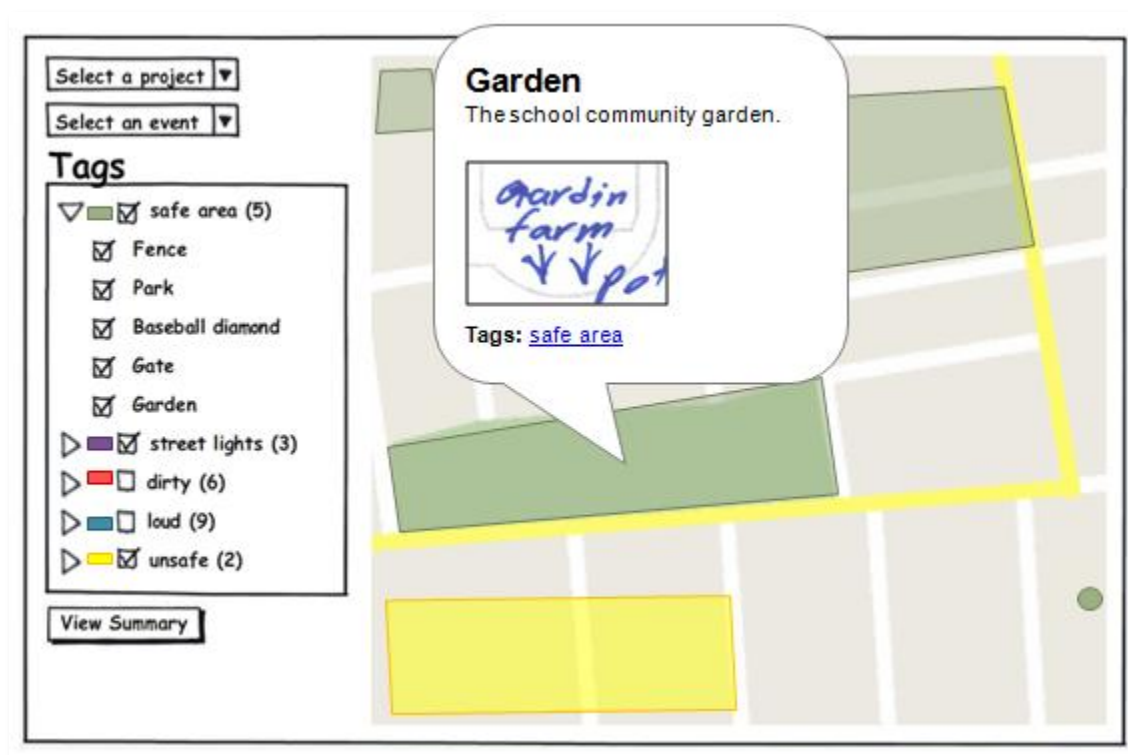 Select a project
Select an event
Tags
safe area (5)
Fence
Park
Baseball diamond
Gate
Garden
street lights (3)
dirty (6)
loud (9)
unsafe (2)
View Summary
Garden
The school community garden.
Gardin
farm
pot
Tags: safe area